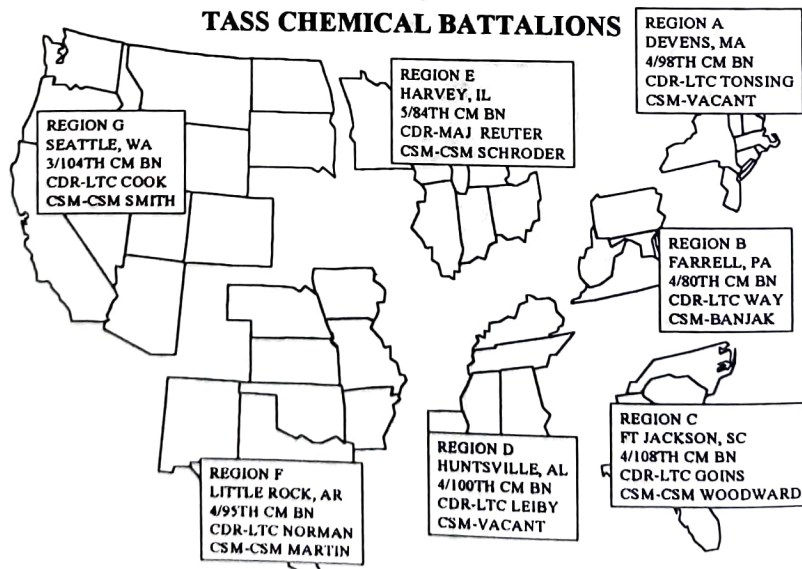 TASS CHEMICAL BATTALIONS
REGION A
DEVENS, MA
4/98TH CM BN
CDR-LTC TONSING
CSM-VACANT
REGION E
HARVEY, IL
5/84TH CM BN
CDR-MAJ REUTER
CSM-CSM SCHRODER
REGION G
SEATTLE, WA
3/104TH CM BN
CDR-LTC COOK
CSM-CSM SMITH
REGION B
FARRELL, PA
4/80TH CM BN
CDR-LTC WAY
CSM-BANJAK
REGION C
FT JACKSON, SC
4/108TH CM BN
CDR-LTC GOINS
CSM-CSM WOODWARD
REGION D
HUNTSVILLE, AL
4/100TH CM BN
CDR-LTC LEIBY
CSM-VACANT
REGION F
LITTLE ROCK, AR
4/95TH CM BN
CDR-LTC NORMAN
CSM-CSM MARTIN